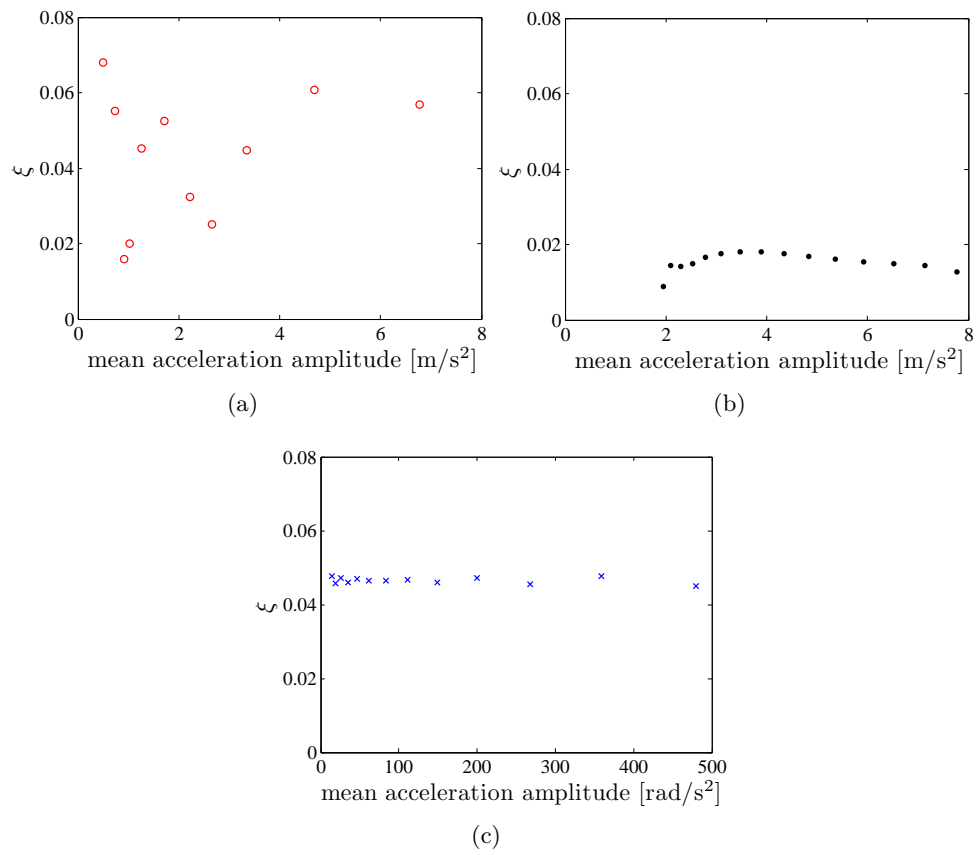 0.08
0.06
0.04
0.02
0
ξ
0 2 4 6 8
mean acceleration amplitude [m/s²]
(a)
0.08
0.06
0.04
0.02
0
ξ
0 2 4 6 8
mean acceleration amplitude [m/s²]
(b)
0.08
0.06
0.04
0.02
0
ξ
0 100 200 300 400 500
mean acceleration amplitude [rad/s²]
(c)